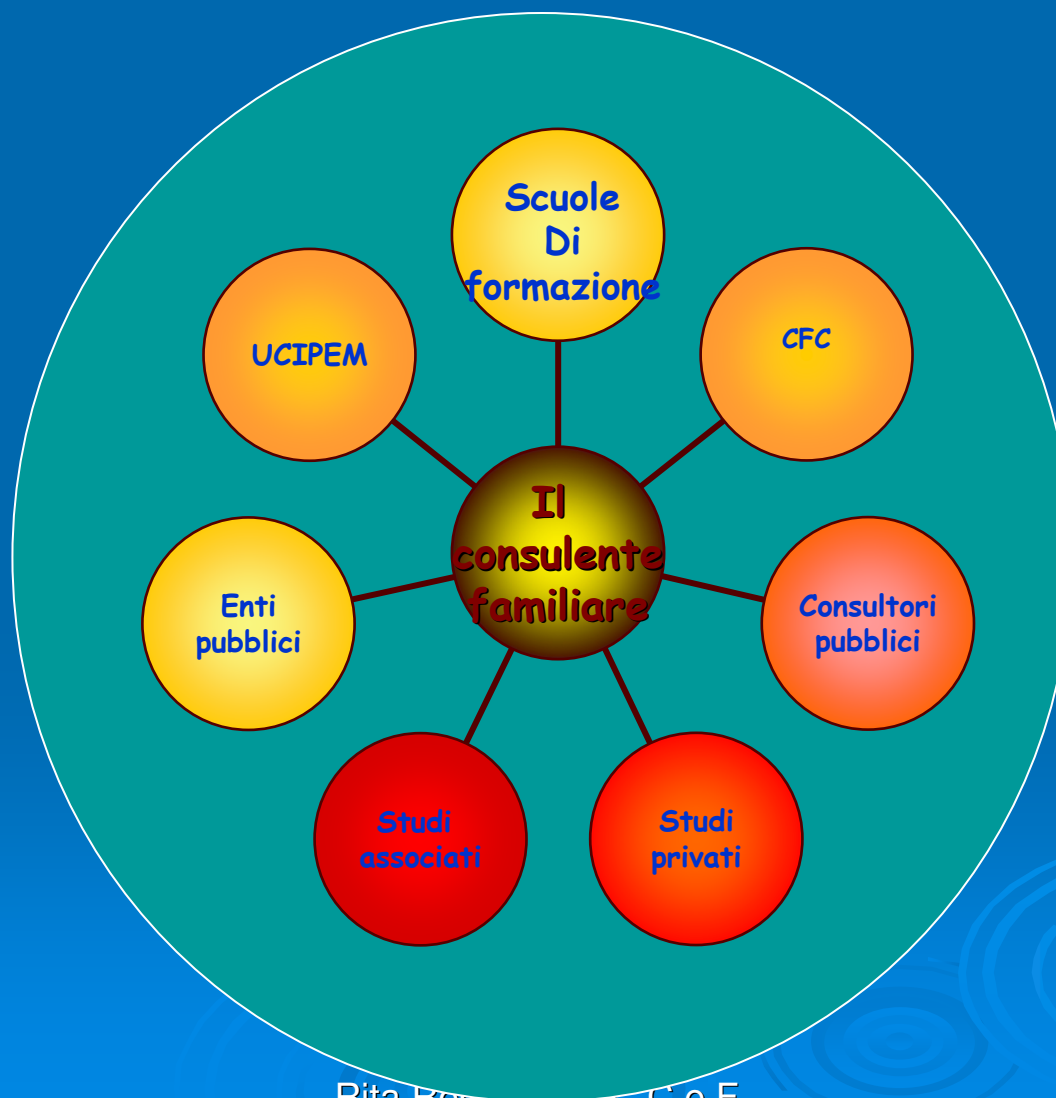 Scuole
Di
formazione
UCIPEM
CFC
Il
consulente
familiare
Enti
pubblici
Consultori
pubblici
Studi
associati
Studi
privati
Rita